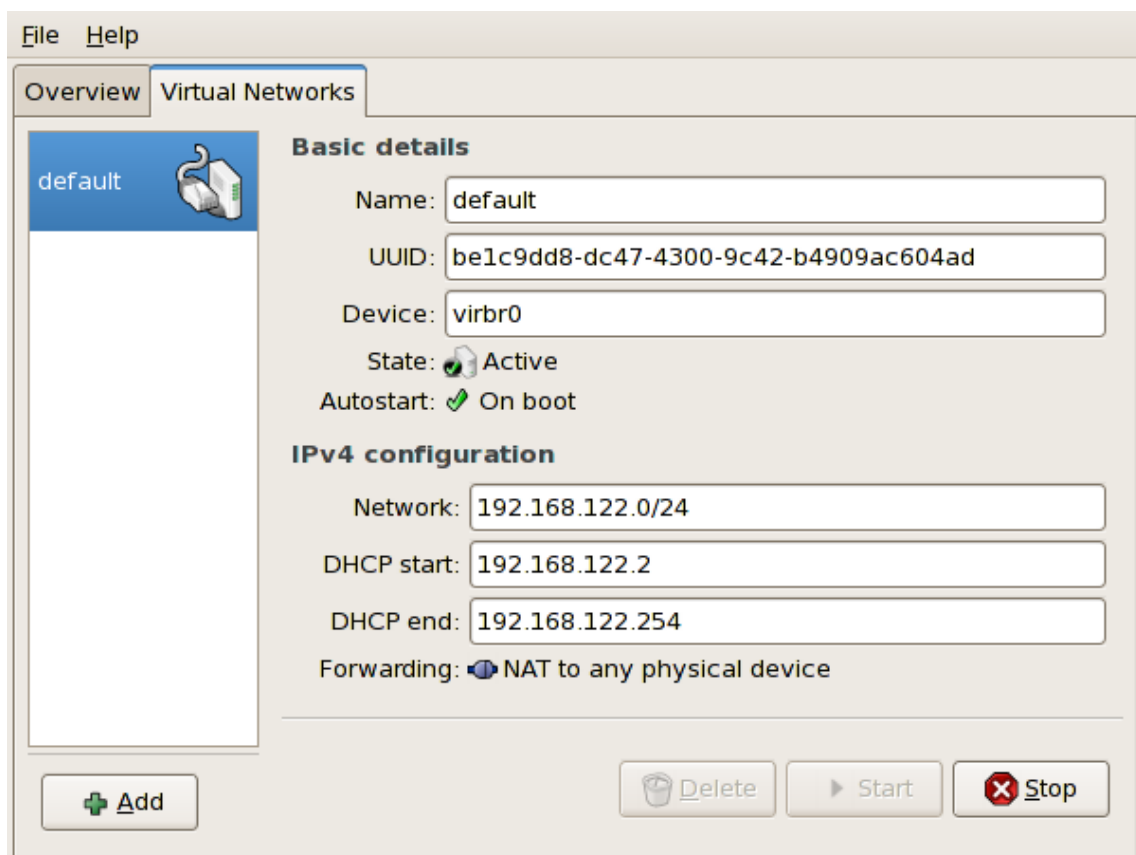 File Help
Overview Virtual Networks
default
Basic details
Name: default
UUID: be1c9dd8-dc47-4300-9c42-b4909ac604ad
Device: virbr0
State: Active
Autostart: On boot
IPv4 configuration
Network: 192.168.122.0/24
DHCP start: 192.168.122.2
DHCP end: 192.168.122.254
Forwarding: NAT to any physical device
Add Delete Start Stop